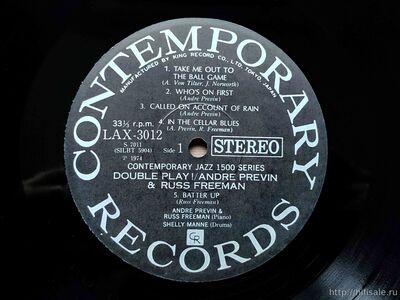 CONTEMPORARY
MANUFACTURED BY KING RECORD CO., LTD, TOKYO, JAPAN
1. TAKE ME OUT TO
THE BALL GAME
(A. Von Tilzer, J. Norworth)
2. WHO'S ON FIRST
(Andre Previn)
3. CALLED ON ACCOUNT OF RAIN
(Andre Previn)
33⅓ r.p.m. 4. IN THE CELLAR BLUES
LAX-3012 (A. Previn, R. Freeman)
S. 7011 Side 1 STEREO
(SILHT 5904)
℗ 1974
CONTEMPORARY JAZZ 1500 SERIES
DOUBLE PLAY!/ANDRE PREVIN
& RUSS FREEMAN
5. BATTER UP
(Russ Freeman)
ANDRE PREVIN &
RUSS FREEMAN (Piano)
SHELLY MANNE (Drums)
CR
RECORDS
https://hifisale.ru